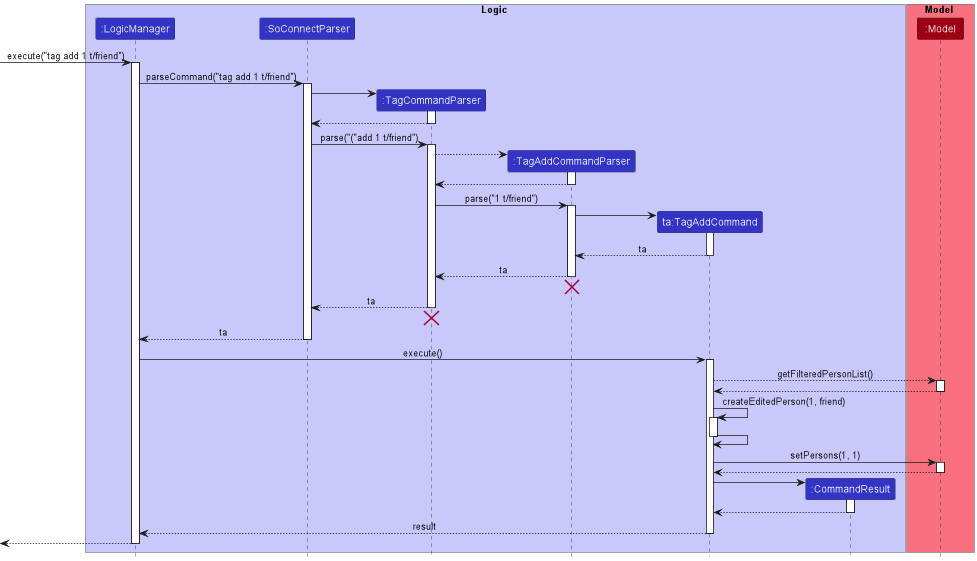 Logic
Model
:LogicManager
:SoConnectParser
:Model
execute("tag add 1 t/friend")
parseCommand("tag add 1 t/friend")
:TagCommandParser
parse("("add 1 t/friend")
:TagAddCommandParser
parse("1 t/friend")
ta:TagAddCommand
ta
ta
ta
ta
execute()
getFilteredPersonList()
createEditedPerson(1, friend)
setPersons(1, 1)
:CommandResult
result